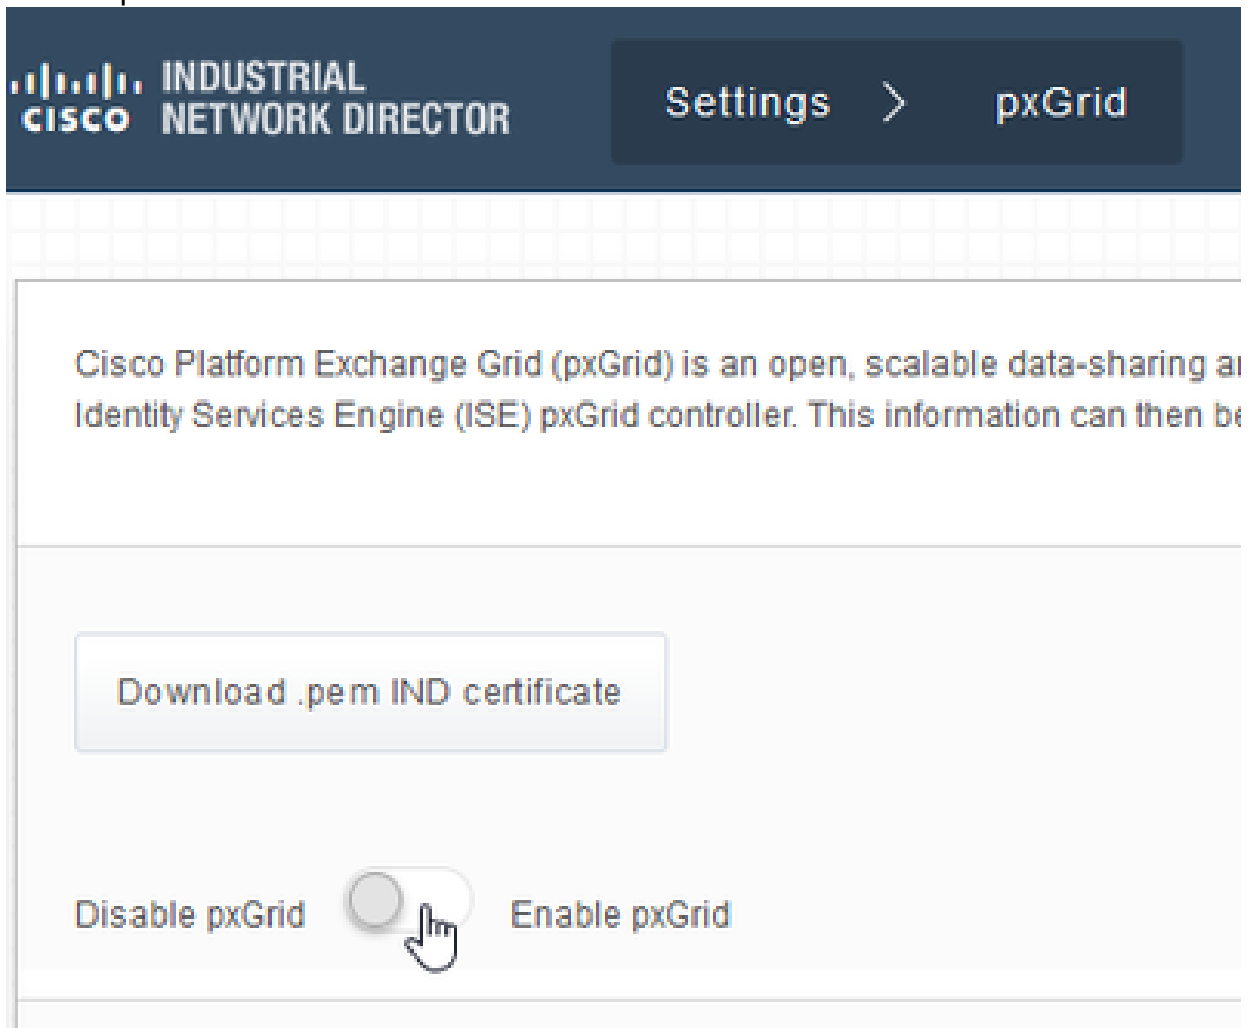 CISCO
INDUSTRIAL
NETWORK DIRECTOR
Settings > pxGrid
Cisco Platform Exchange Grid (pxGrid) is an open, scalable data-sharing
Identity Services Engine (ISE) pxGrid controller. This information can then
Download .pem IND certificate
Disable pxGrid
Enable pxGrid